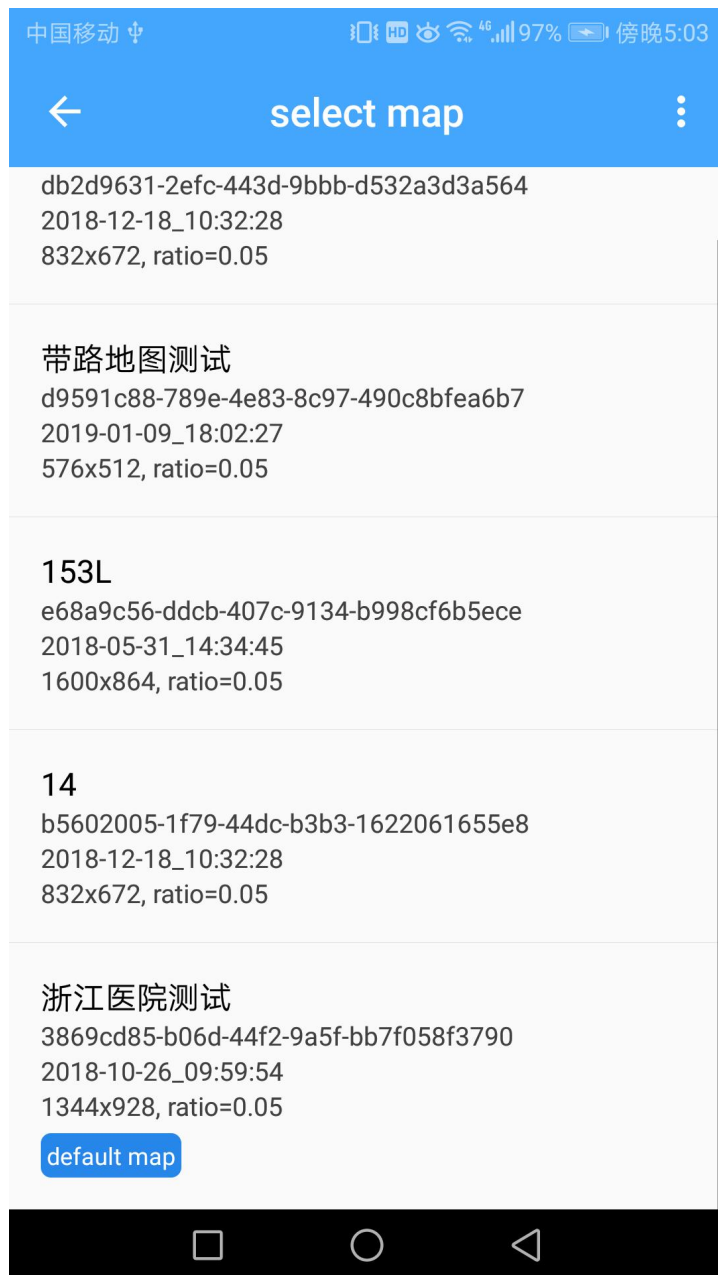 中国移动 HD 4G 97% 傍晚5:03
select map
db2d9631-2efc-443d-9bbb-d532a3d3a564
2018-12-18_10:32:28
832x672, ratio=0.05
带路地图测试
d9591c88-789e-4e83-8c97-490c8bfea6b7
2019-01-09_18:02:27
576x512, ratio=0.05
153L
e68a9c56-ddcb-407c-9134-b998cf6b5ece
2018-05-31_14:34:45
1600x864, ratio=0.05
14
b5602005-1f79-44dc-b3b3-1622061655e8
2018-12-18_10:32:28
832x672, ratio=0.05
浙江医院测试
3869cd85-b06d-44f2-9a5f-bb7f058f3790
2018-10-26_09:59:54
1344x928, ratio=0.05
default map